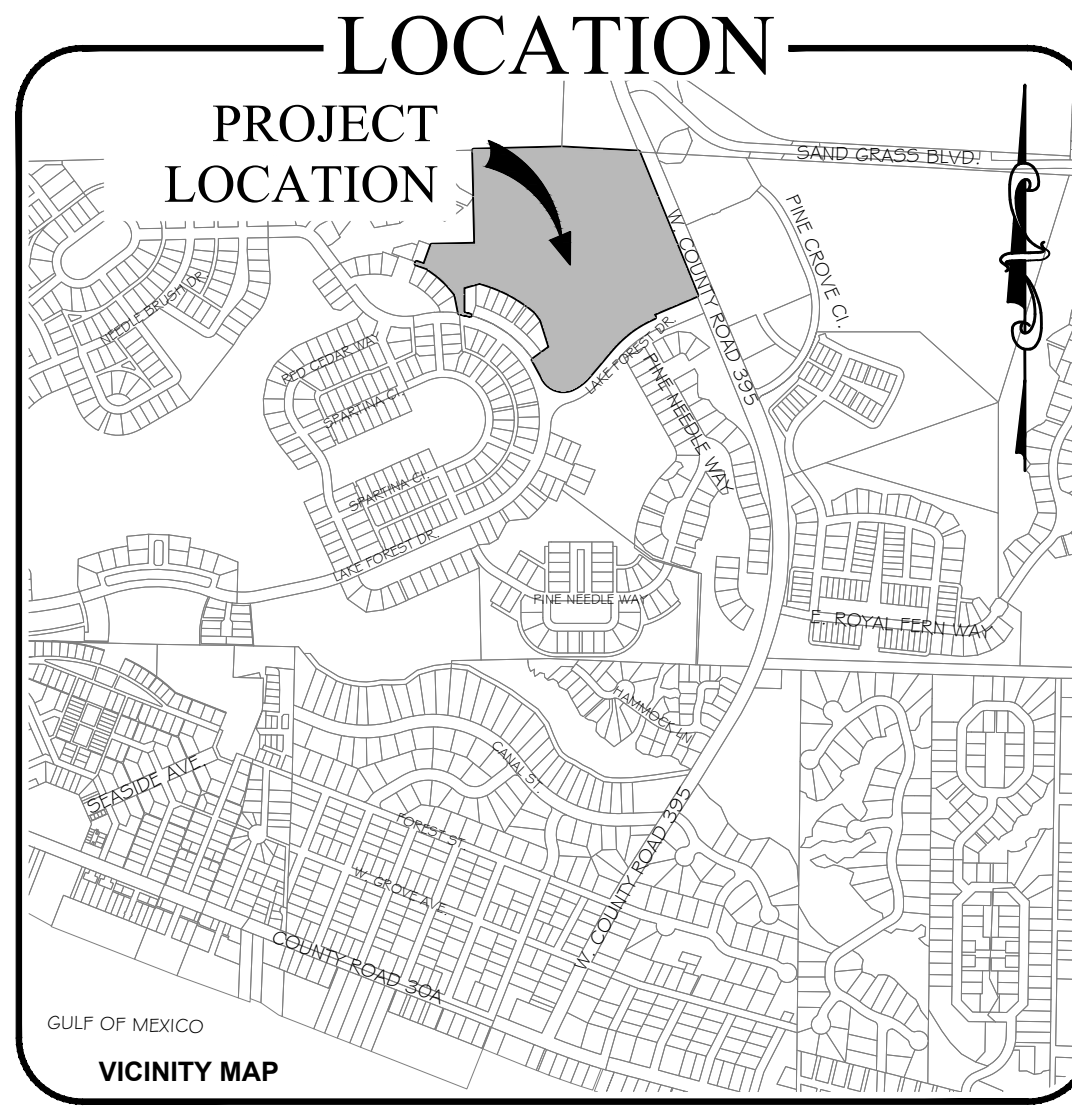 LOCATION
PROJECT
LOCATION
SAND GRASS BLVD.
PINE GROVE CI.
W. COUNTY ROAD 395
NEEDLE BRUSH DR
LAKE FOREST DR.
RED CEDAR WAY
PINE NEEDLE WAY
SPARTINA CI.
SPARTINA CI.
LAKE FOREST DR.
PINE NEEDLE WAY
E. ROYAL FERN WAY
HAMMOCK LN
CANAL ST.
SEASIDE AVE.
FOREST ST.
W. COUNTY ROAD 395
W. GROVE AVE.
COUNTY ROAD 30A
GULF OF MEXICO
VICINITY MAP